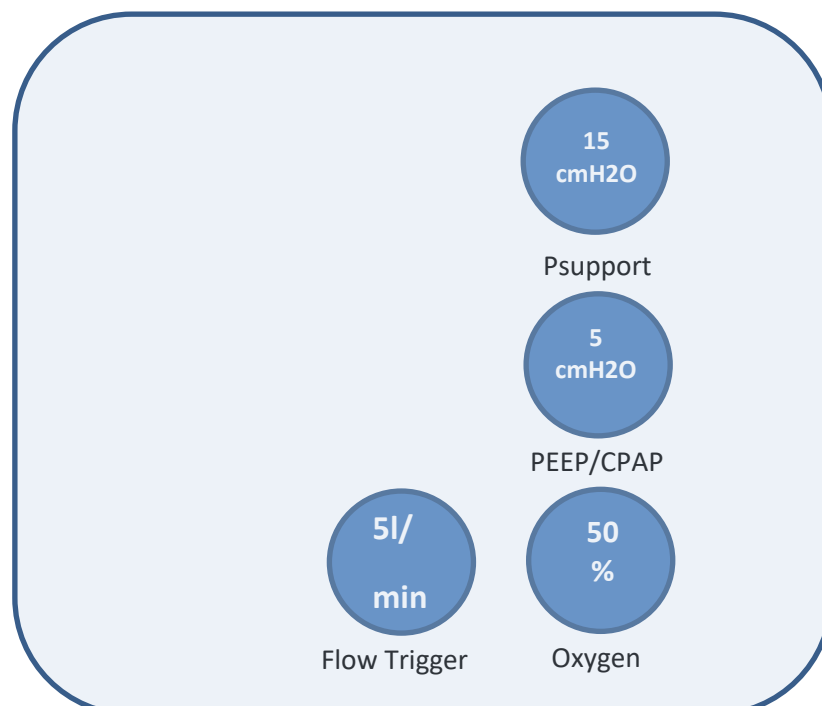 15
cmH2O
Psupport
5
cmH2O
PEEP/CPAP
5l/
min
Flow Trigger
50
%
Oxygen